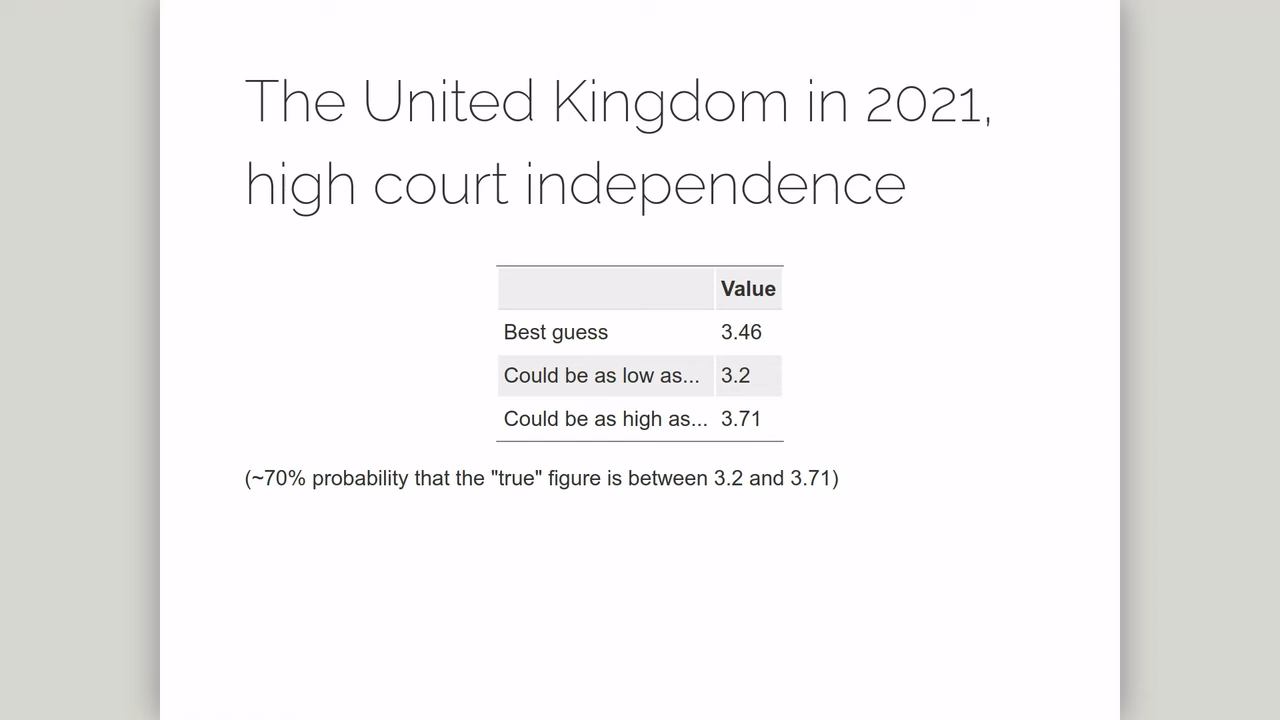 The United Kingdom in 2021,
high court independence
Value
Best guess 3.46
Could be as low as... 3.2
Could be as high as... 3.71
(~70% probability that the "true" figure is between 3.2 and 3.71)